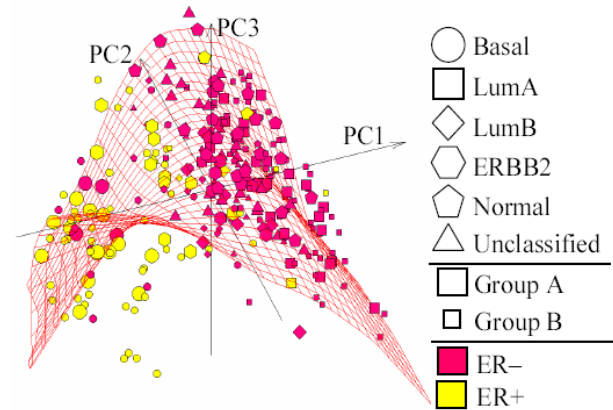 PC3
PC2
PC1
Basal
LumA
LumB
ERBB2
Normal
Unclassified
Group A
Group B
ER–
ER+